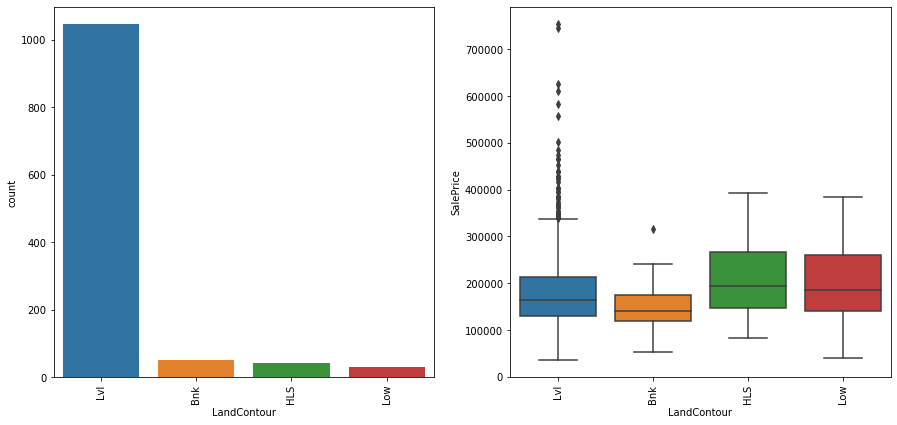 1000
800
600
400
200
0
count
Lvl
Bnk
HLS
Low
LandContour
700000
600000
500000
400000
300000
200000
100000
0
SalePrice
Lvl
Bnk
HLS
Low
LandContour